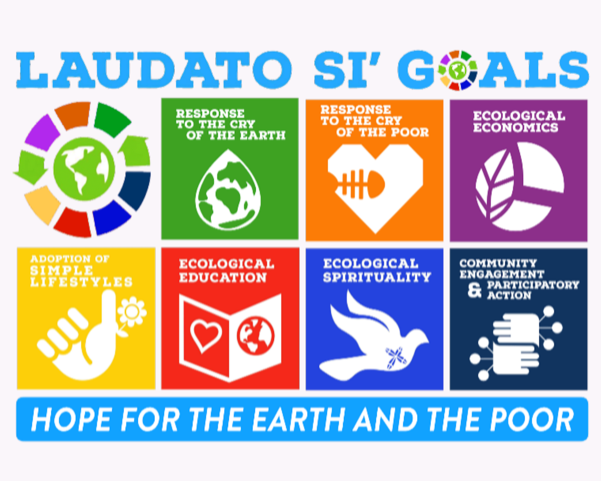 LAUDATO SI' GOALS
RESPONSE
TO THE CRY
OF THE EARTH
RESPONSE
TO THE CRY
OF THE POOR
ECOLOGICAL
ECONOMICS
ADOPTION OF
SIMPLE
LIFESTYLES
ECOLOGICAL
EDUCATION
ECOLOGICAL
SPIRITUALITY
COMMUNITY
ENGAGEMENT
& PARTICIPATORY
ACTION
HOPE FOR THE EARTH AND THE POOR